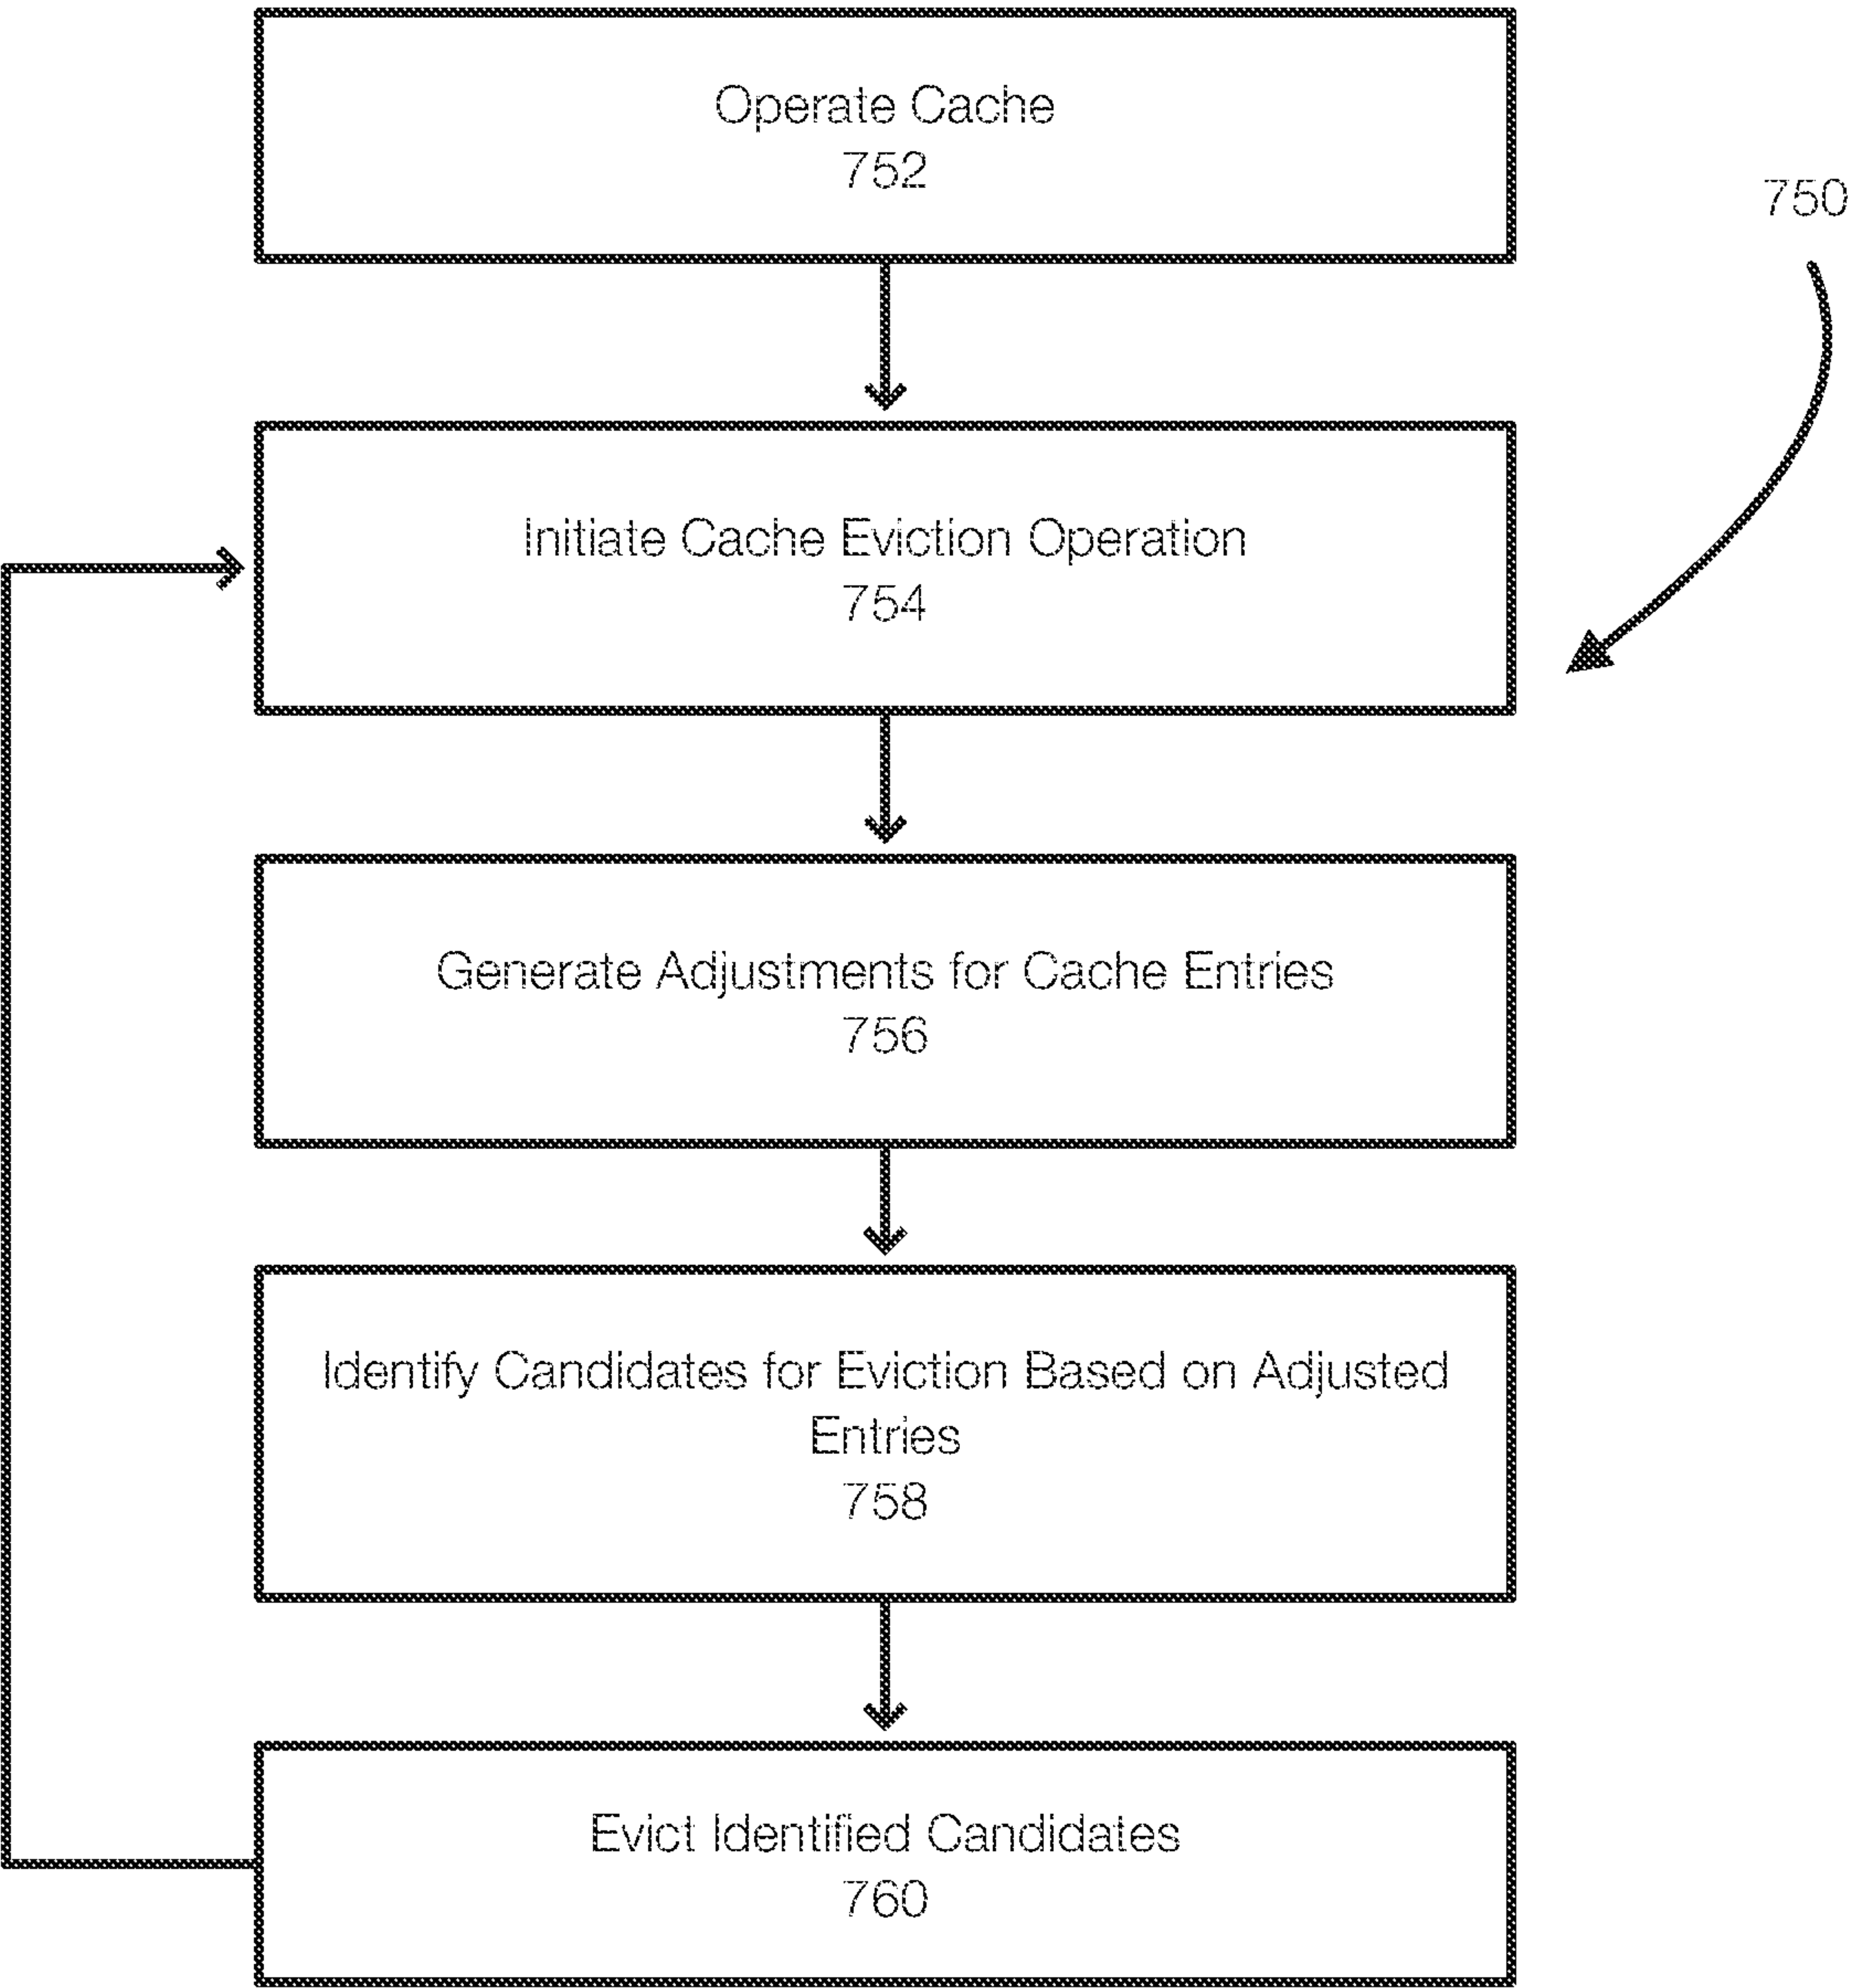 Operate Cache
752
750
Initiate Cache Eviction Operation
754
Generate Adjustments for Cache Entries
756
Identify Candidates for Eviction Based on Adjusted
Entries
758
Evict Identified Candidates
760